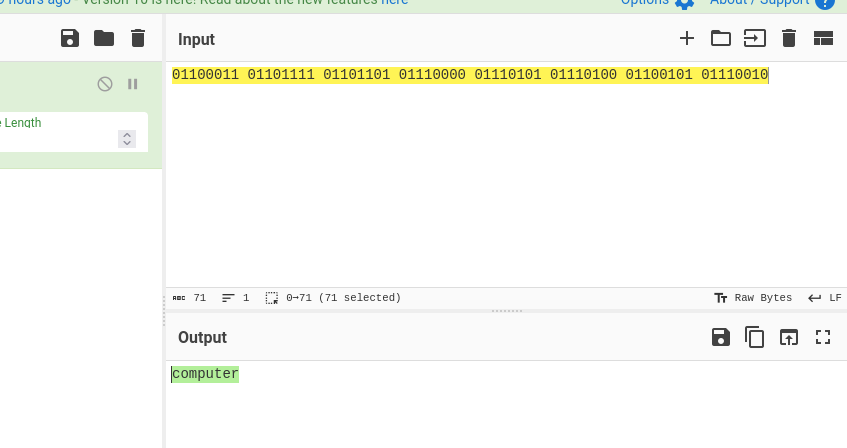 hours ago - Version 10 is here! Read about the new features here
Options About / Support ?
Input
Length
01100011 01101111 01101101 01110000 01110101 01110100 01100101 01110010
ABC 71 1 0→71 (71 selected) Tт Raw Bytes LF
Output
computer